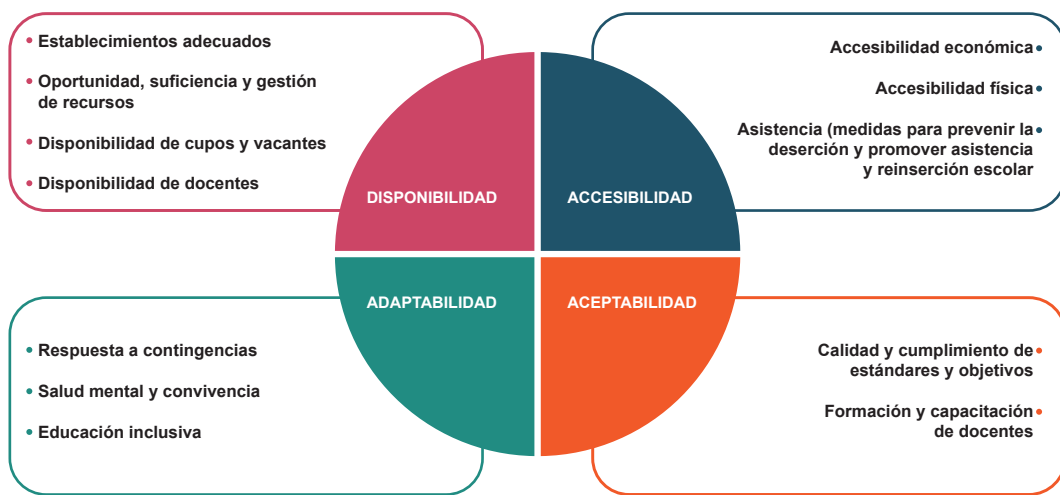 • Establecimientos adecuados
• Oportunidad, suficiencia y gestión
de recursos
• Disponibilidad de cupos y vacantes
• Disponibilidad de docentes
DISPONIBILIDAD
Accesibilidad económica•
Accesibilidad física•
Asistencia (medidas para prevenir la•
deserción y promover asistencia
y reinserción escolar
ACCESIBILIDAD
ADAPTABILIDAD
• Respuesta a contingencias
• Salud mental y convivencia
• Educación inclusiva
ACEPTABILIDAD
Calidad y cumplimiento de•
estándares y objetivos
Formación y capacitación•
de docentes